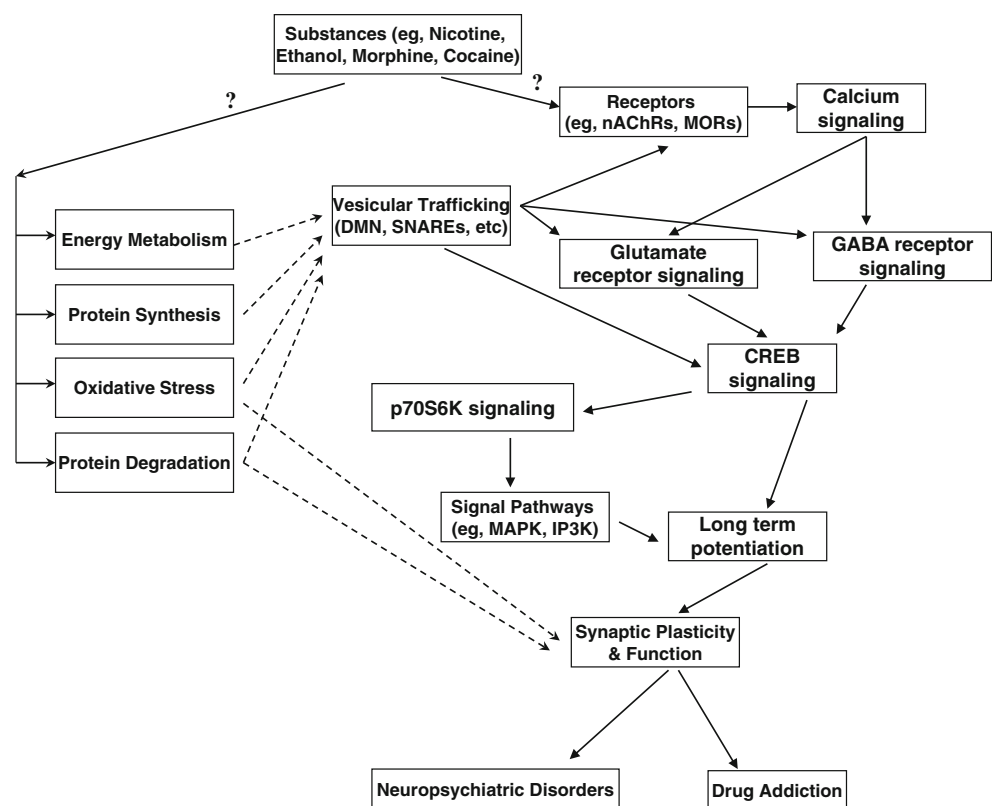 Substances (eg, Nicotine,
Ethanol, Morphine, Cocaine)
?
?
Receptors
(eg, nAChRs, MORs)
Calcium
signaling
Vesicular Trafficking
(DMN, SNAREs, etc)
Energy Metabolism
Glutamate
receptor signaling
GABA receptor
signaling
Protein Synthesis
CREB
signaling
Oxidative Stress
p70S6K signaling
Protein Degradation
Signal Pathways
(eg, MAPK, IP3K)
Long term
potentiation
Synaptic Plasticity
& Function
Neuropsychiatric Disorders
Drug Addiction